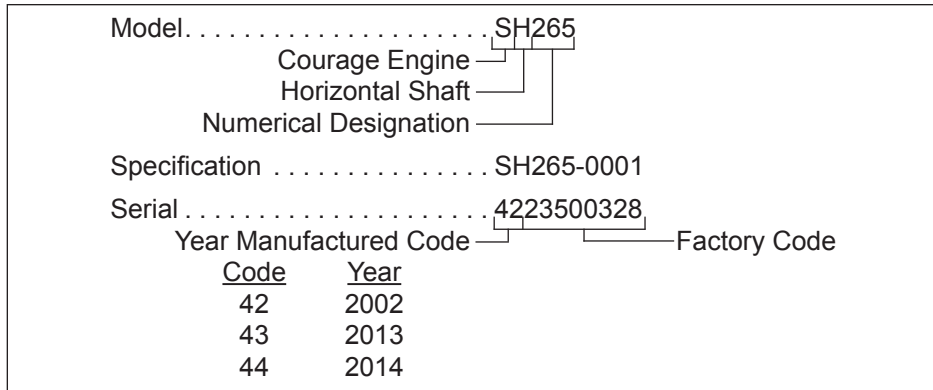 Model. . . . . . . . . . . . . . . . . . . . . SH265
Courage Engine
Horizontal Shaft
Numerical Designation
Specification . . . . . . . . . . . . . . . SH265-0001
Serial . . . . . . . . . . . . . . . . . . . . . 4223500328
Year Manufactured Code Factory Code
Code Year
42 2002
43 2013
44 2014